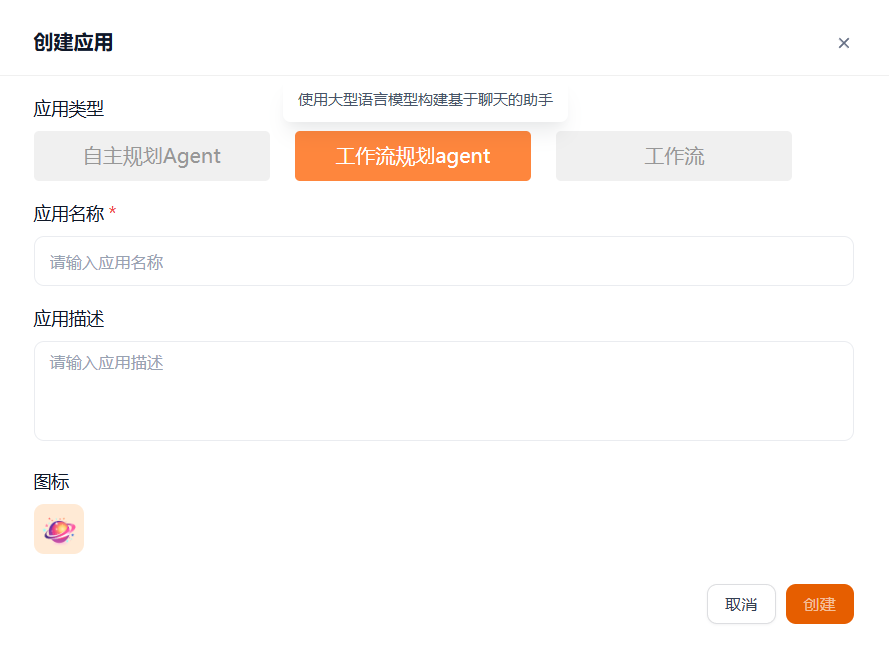 创建应用
×
应用类型
使用大型语言模型构建基于聊天的助手
自主规划Agent
工作流规划agent
工作流
应用名称 *
请输入应用名称
应用描述
请输入应用描述
图标
取消
创建